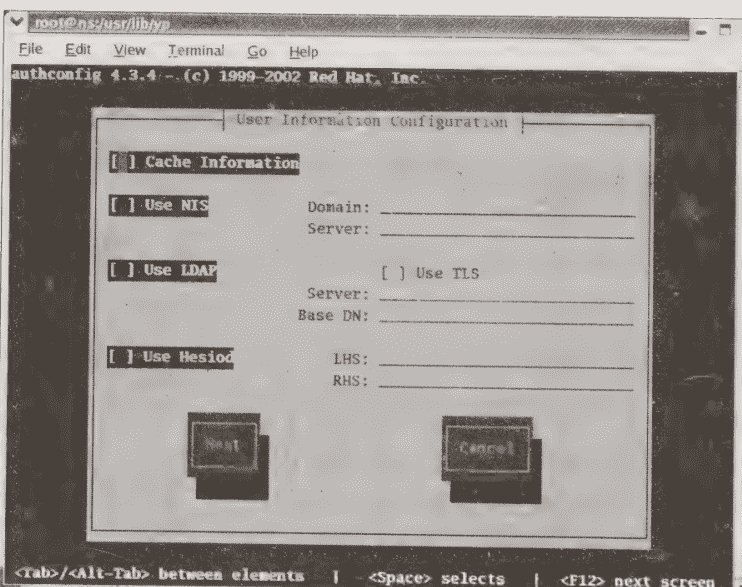 root@ns:/usr/lib/yp
File Edit View Terminal Go Help
authconfig 4.3.4 - (c) 1999-2002 Red Hat, Inc.
User Information Configuration
[ ] Cache Information
[ ] Use NIS Domain:
Server:
[ ] Use LDAP [ ] Use TLS
Server:
Base DN:
[ ] Use Hesiod LHS:
RHS:
Next Cancel
<Tab>/<Alt-Tab> between elements | <Space> selects | <F12> next screen